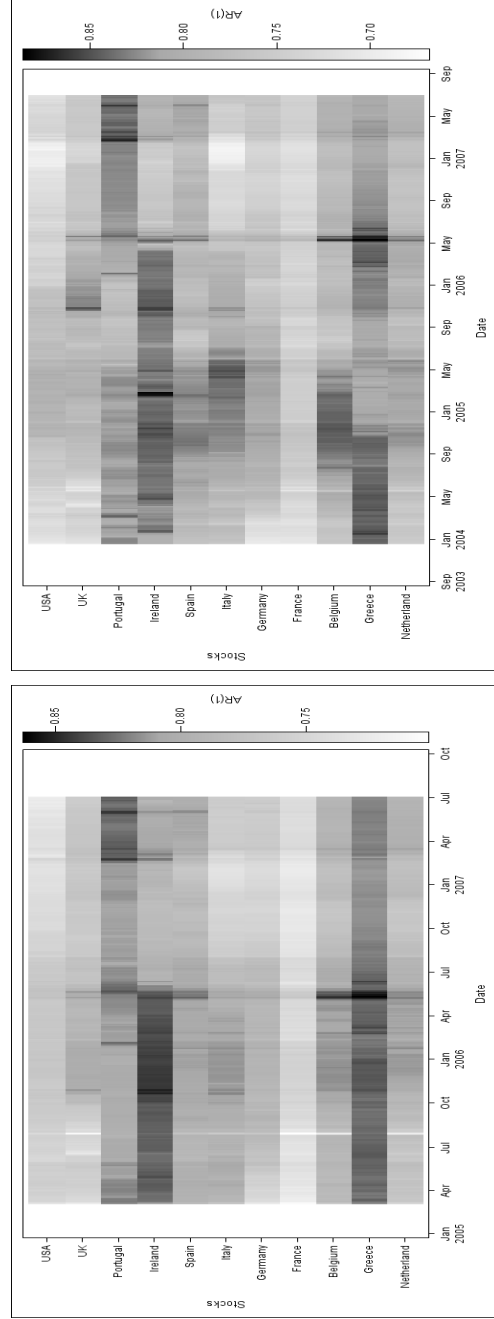 AR(1)
0.85
0.80
0.75
0.70
USA
UK
Portugal
Ireland
Spain
Italy
Germany
France
Belgium
Greece
Netherland
Stocks
Sep
Jan
May
Sep
Jan
May
Sep
Jan
May
Sep
Jan
May
Sep
2003
2004
2005
2006
2007
Date
AR(1)
0.85
0.80
0.75
USA
UK
Portugal
Ireland
Spain
Italy
Germany
France
Belgium
Greece
Netherland
Stocks
Jan
Apr
Jul
Oct
Jan
Apr
Jul
Oct
Jan
Apr
Jul
Oct
2005
2006
2007
Date